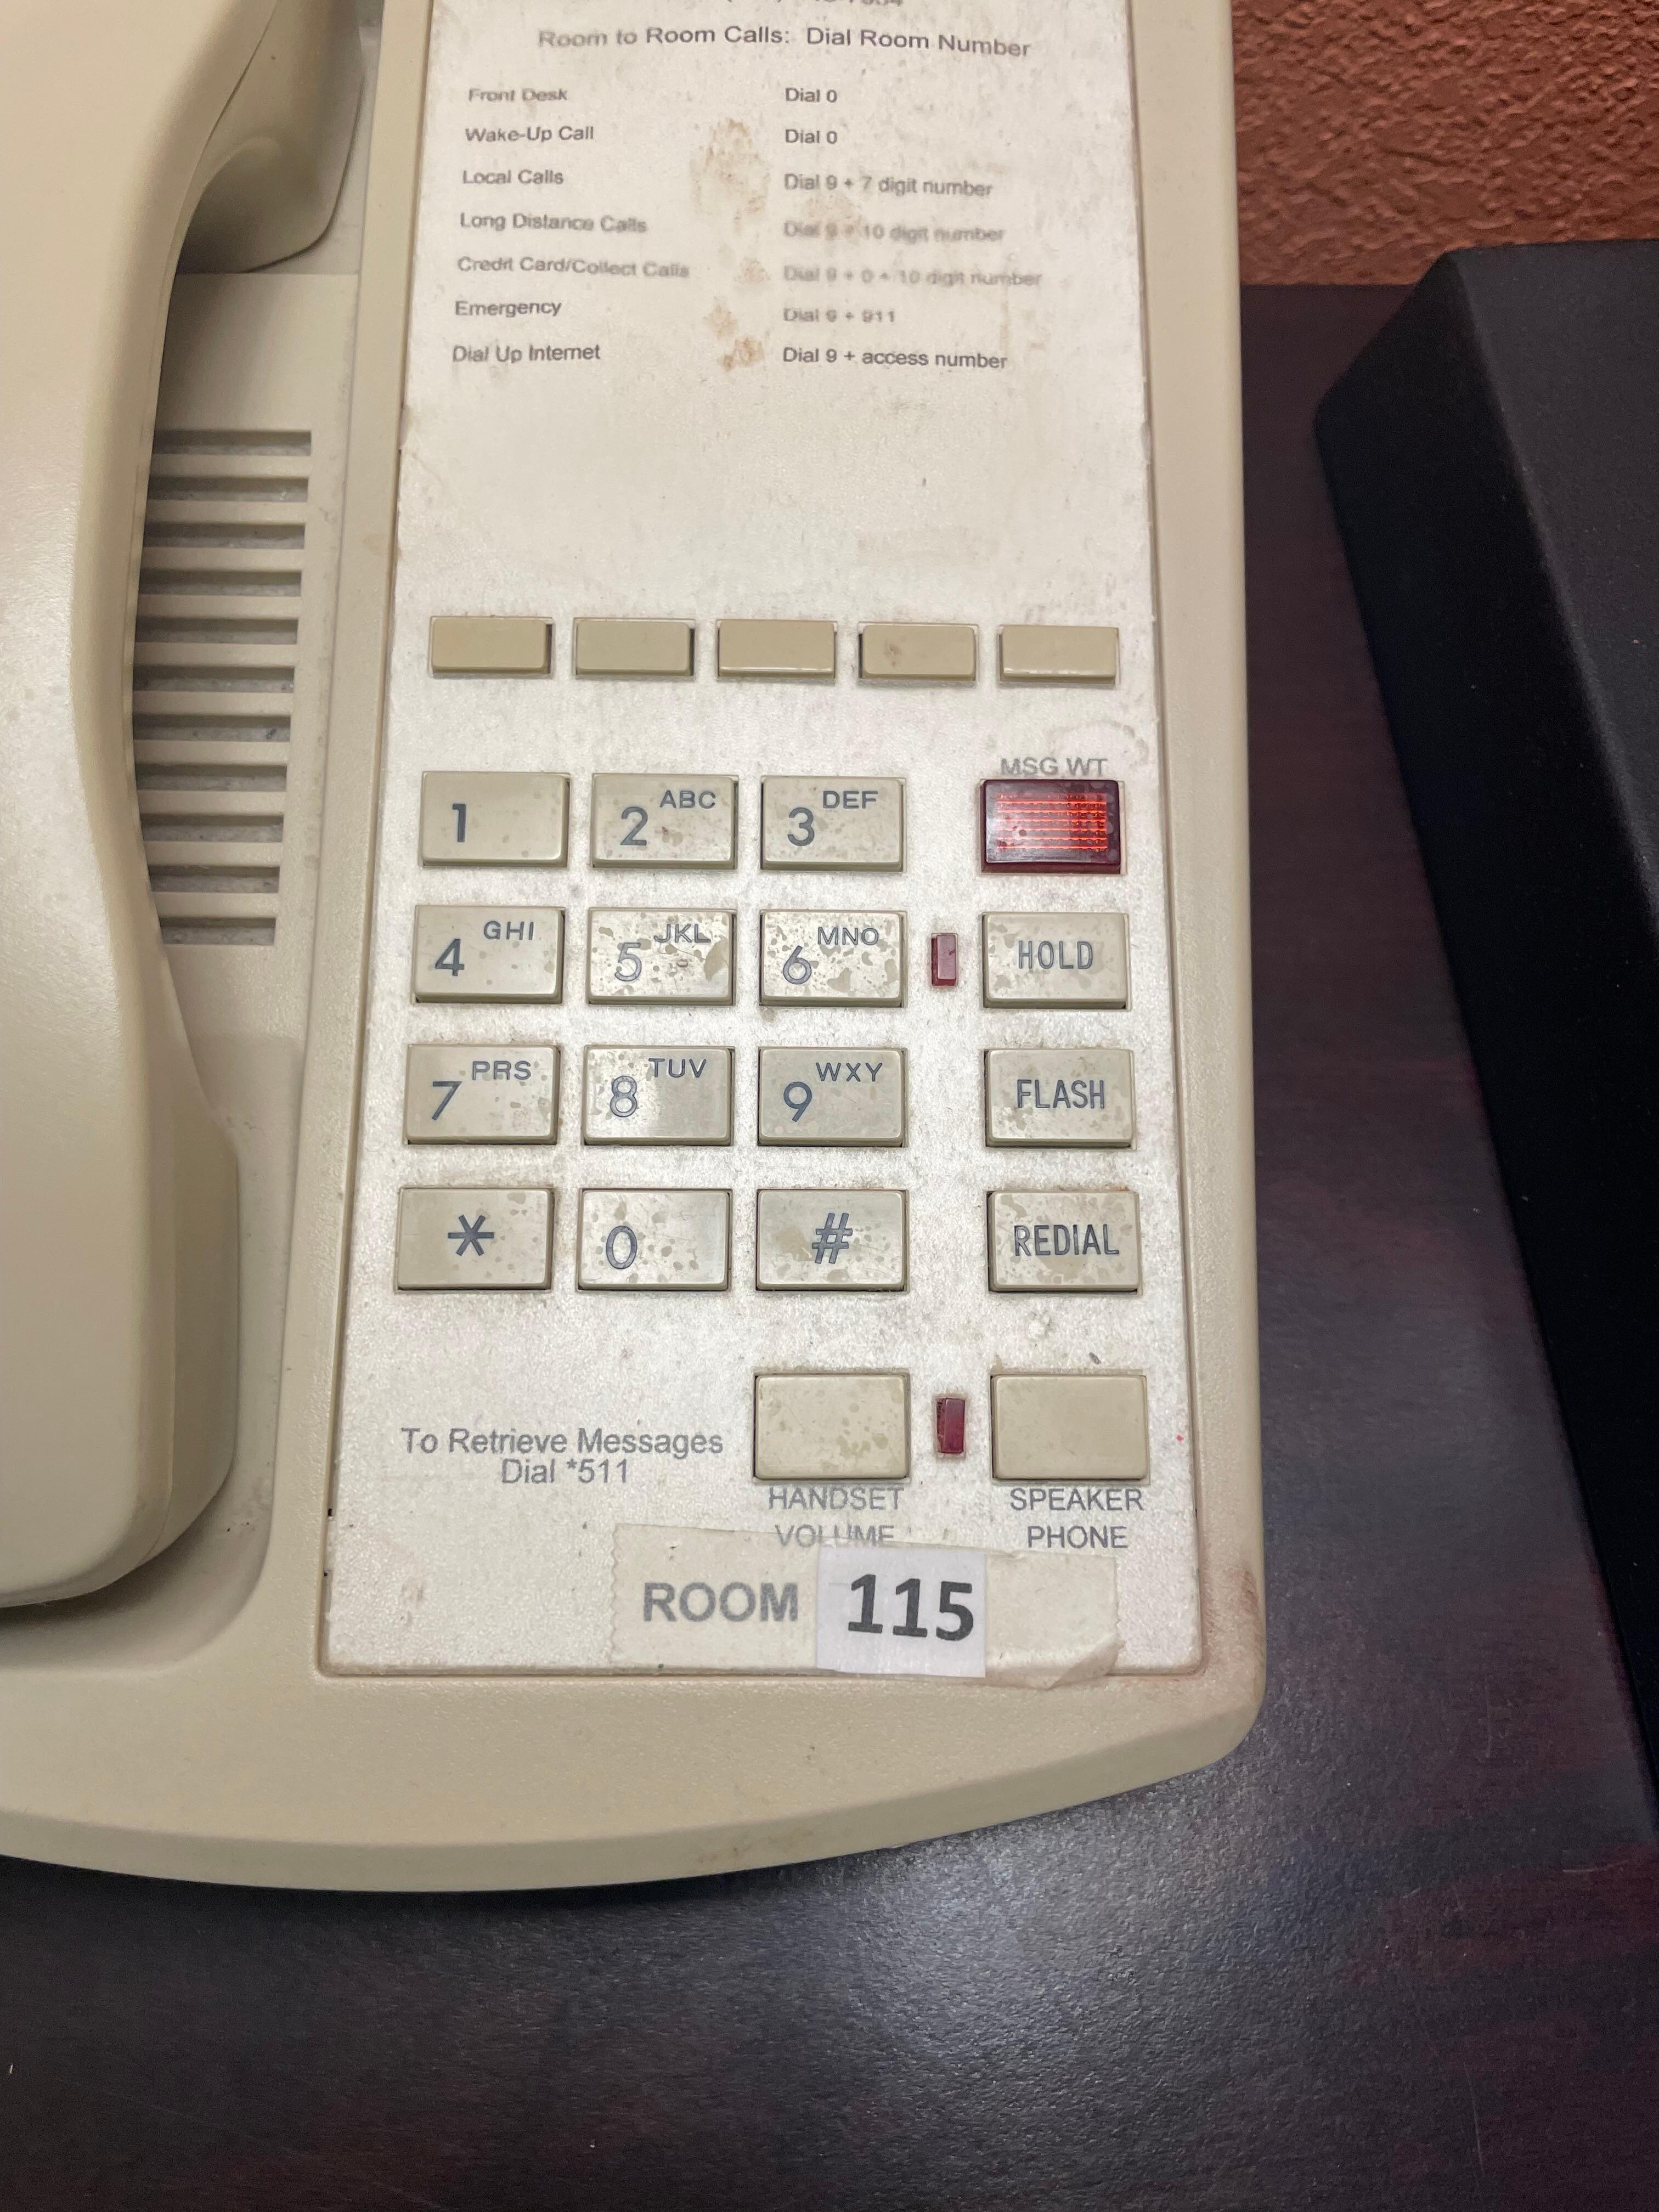 Room to Room Calls: Dial Room Number
Front Desk Dial 0
Wake-Up Call Dial 0
Local Calls Dial 9 + 7 digit number
Long Distance Calls Dial 9 + 10 digit number
Credit Card/Collect Calls Dial 9 + 0 + 10 digit number
Emergency Dial 9 + 911
Dial Up Internet Dial 9 + access number
MSG WT
1 2 ABC 3 DEF
4 GHI 5 JKL 6 MNO HOLD
7 PRS 8 TUV 9 WXY FLASH
* 0 # REDIAL
To Retrieve Messages
Dial *511
HANDSET
VOLUME
SPEAKER
PHONE
ROOM 115